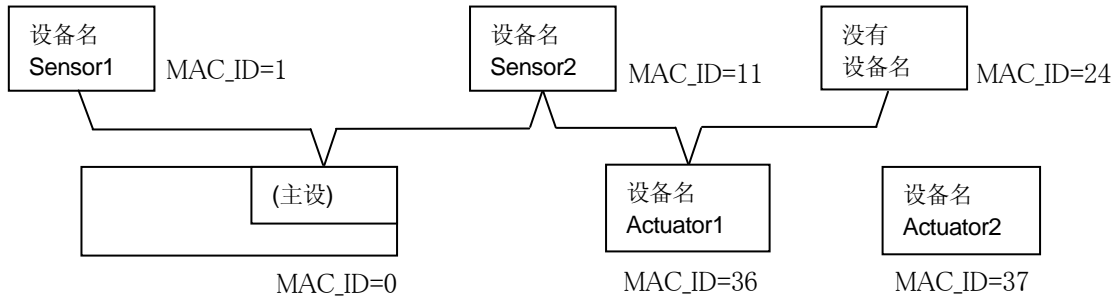 设备名
Sensor1
MAC_ID=1
设备名
Sensor2
MAC_ID=11
没有
设备名
MAC_ID=24
(主设)
MAC_ID=0
设备名
Actuator1
MAC_ID=36
设备名
Actuator2
MAC_ID=37